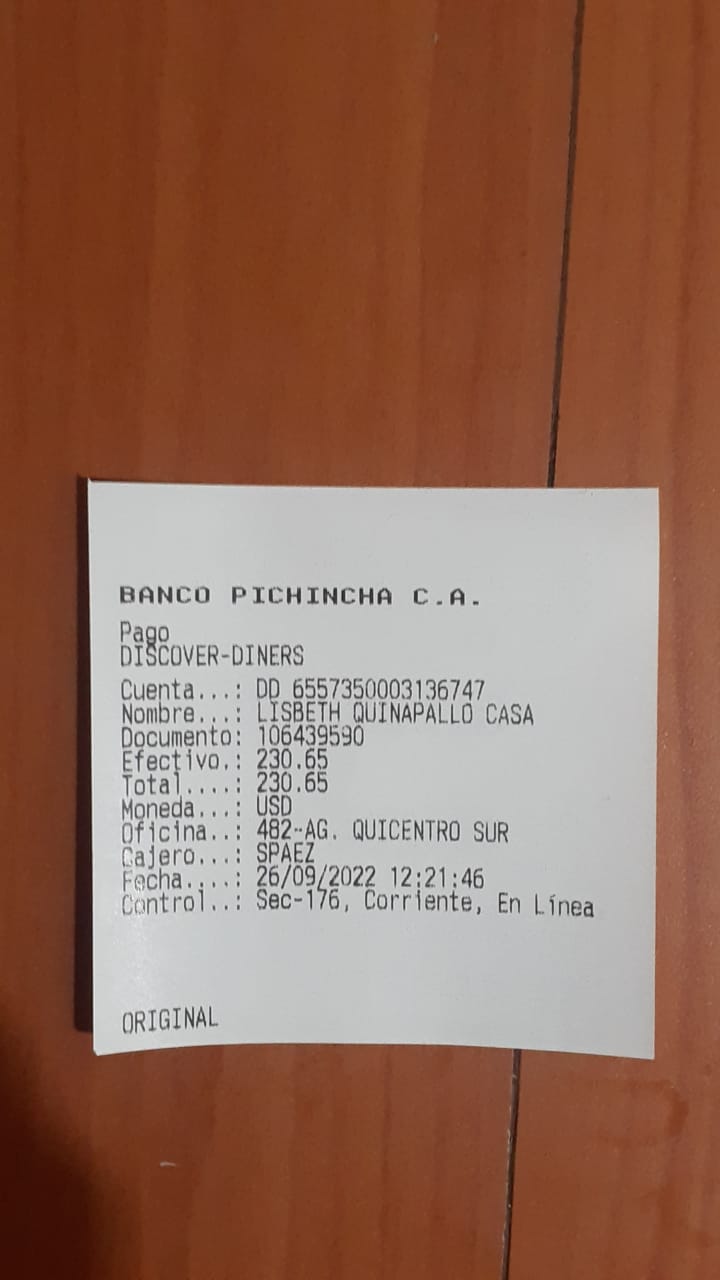 BANCO PICHINCHA C.A.
Pago
DISCOVER-DINERS
Cuenta...: DD 6557350003136747
Nombre...: LISBETH QUINAPALLO CASA
Documento: 106439590
Efectivo.: 230.65
Total....: 230.65
Moneda...: USD
Oficina..: 482-AG. QUICENTRO SUR
Cajero...: SPAEZ
Fecha....: 26/09/2022 12:21:46
Control..: Sec-176, Corriente, En Línea
ORIGINAL